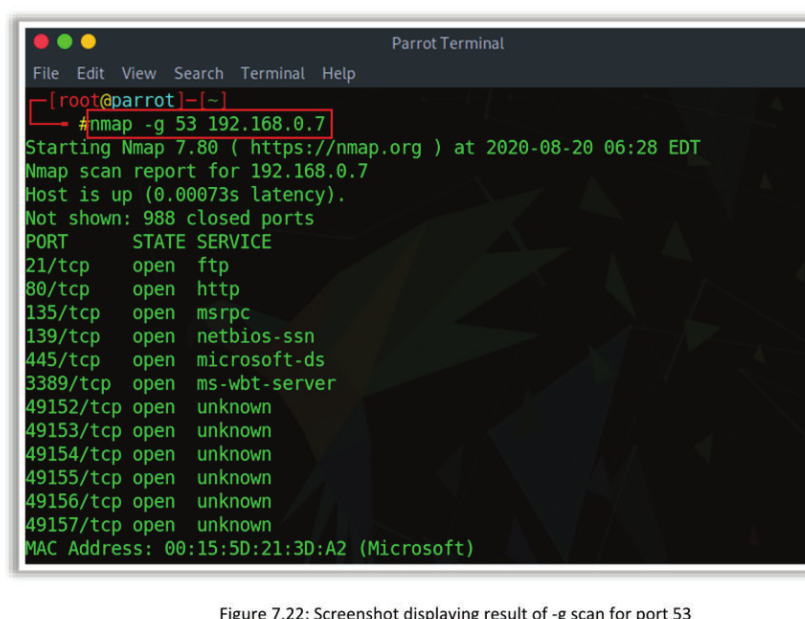 Parrot Terminal
File Edit View Search Terminal Help
[root@parrot]─[~]
#nmap -g 53 192.168.0.7
Starting Nmap 7.80 ( https://nmap.org ) at 2020-08-20 06:28 EDT
Nmap scan report for 192.168.0.7
Host is up (0.00073s latency).
Not shown: 988 closed ports
PORT STATE SERVICE
21/tcp open ftp
80/tcp open http
135/tcp open msrpc
139/tcp open netbios-ssn
445/tcp open microsoft-ds
3389/tcp open ms-wbt-server
49152/tcp open unknown
49153/tcp open unknown
49154/tcp open unknown
49155/tcp open unknown
49156/tcp open unknown
49157/tcp open unknown
MAC Address: 00:15:5D:21:3D:A2 (Microsoft)
Figure 7.22: Screenshot displaying result of -g scan for port 53